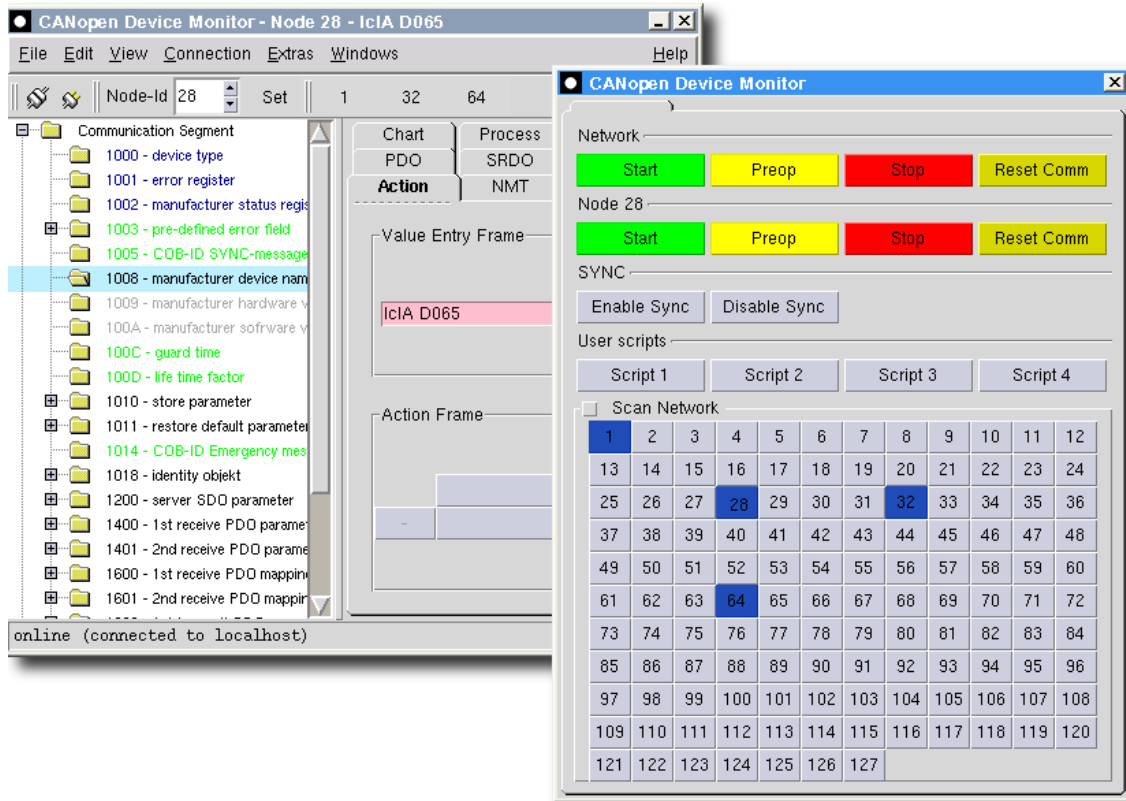 CANopen Device Monitor - Node 28 - IclA D065
File Edit View Connection Extras Windows Help
Node-Id 28 Set 1 32 64
Communication Segment
1000 - device type
1001 - error register
1002 - manufacturer status regis
1003 - pre-defined error field
1005 - COB-ID SYNC-message
1008 - manufacturer device nam
1009 - manufacturer hardware v
100A - manufacturer sofrware v
100C - guard time
100D - life time factor
1010 - store parameter
1011 - restore default parameter
1014 - COB-ID Emergency mes
1018 - identity objekt
1200 - server SDO parameter
1400 - 1st receive PDO paramet
1401 - 2nd receive PDO parame
1600 - 1st receive PDO mapping
1601 - 2nd receive PDO mappin
Chart Process
PDO SRDO
Action NMT
Value Entry Frame
IclA D065
Action Frame
-
online (connected to localhost)
CANopen Device Monitor
Network
Start Preop Stop Reset Comm
Node 28
Start Preop Stop Reset Comm
SYNC
Enable Sync Disable Sync
User scripts
Script 1 Script 2 Script 3 Script 4
Scan Network
1 2 3 4 5 6 7 8 9 10 11 12
13 14 15 16 17 18 19 20 21 22 23 24
25 26 27 28 29 30 31 32 33 34 35 36
37 38 39 40 41 42 43 44 45 46 47 48
49 50 51 52 53 54 55 56 57 58 59 60
61 62 63 64 65 66 67 68 69 70 71 72
73 74 75 76 77 78 79 80 81 82 83 84
85 86 87 88 89 90 91 92 93 94 95 96
97 98 99 100 101 102 103 104 105 106 107 108
109 110 111 112 113 114 115 116 117 118 119 120
121 122 123 124 125 126 127